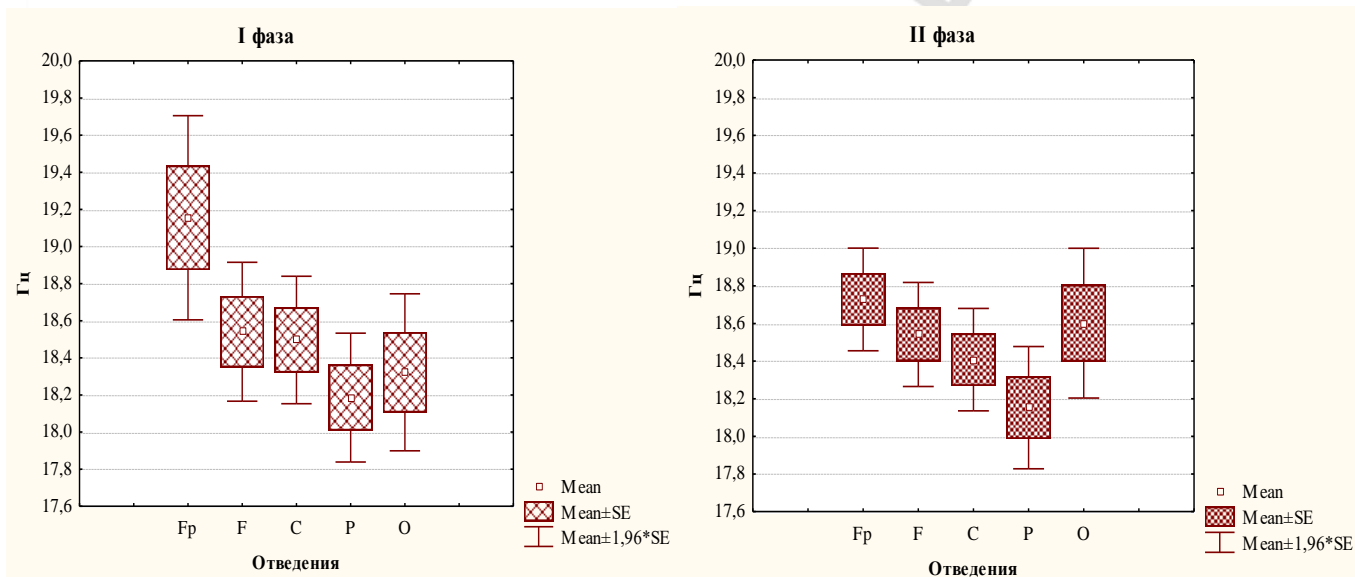 I фаза
20,0
19,8
19,6
19,4
19,2
19,0
18,8
18,6
18,4
18,2
18,0
17,8
17,6
Гц
Fp F C P O
Отведения
Mean
Mean±SE
Mean±1,96*SE
II фаза
20,0
19,8
19,6
19,4
19,2
19,0
18,8
18,6
18,4
18,2
18,0
17,8
17,6
Гц
Fp F C P O
Отведения
Mean
Mean±SE
Mean±1,96*SE